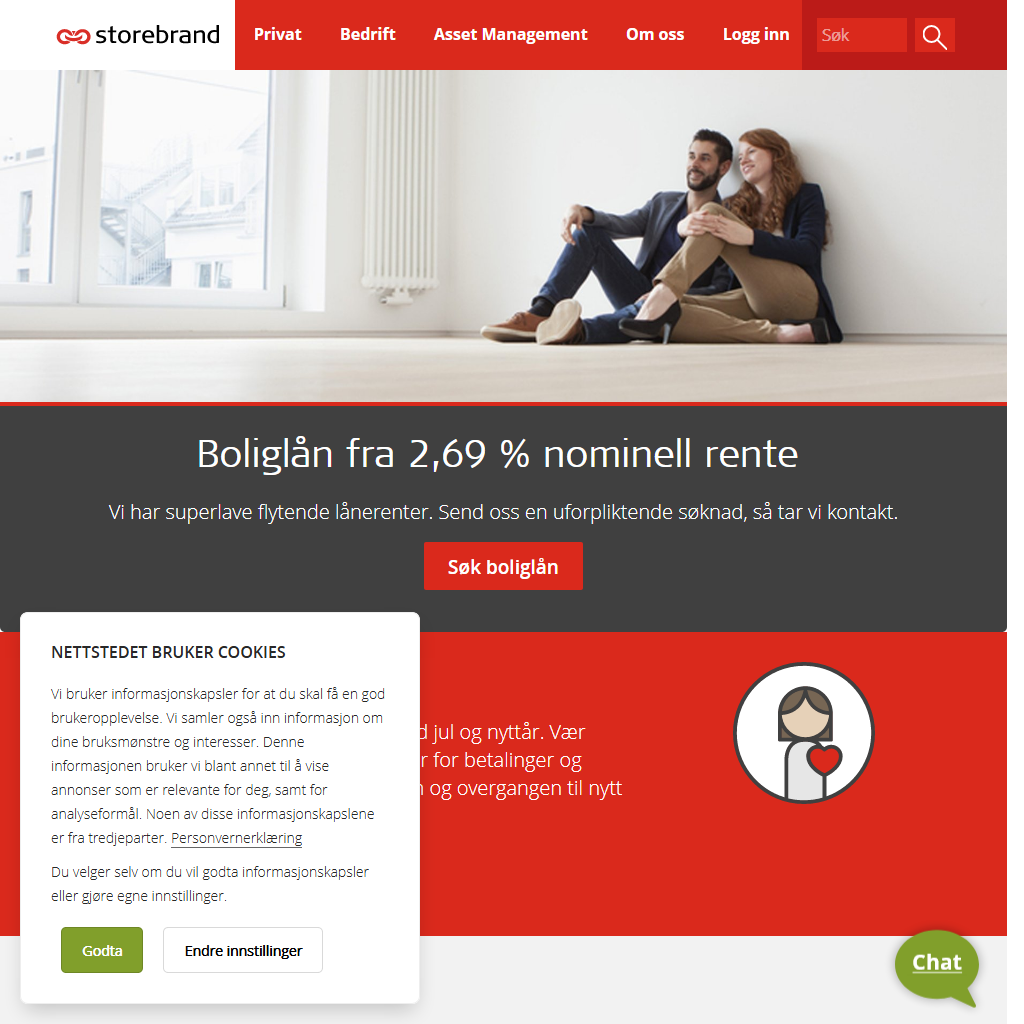 storebrand
Privat
Bedrift
Asset Management
Om oss
Logg inn
Søk
Boliglån fra 2,69 % nominell rente
Vi har superlave flytende lånerenter. Send oss en uforpliktende søknad, så tar vi kontakt.
Søk boliglån
NETTSTEDET BRUKER COOKIES
Vi bruker informasjonskapsler for at du skal få en god
brukeropplevelse. Vi samler også inn informasjon om
dine bruksmønstre og interesser. Denne
informasjonen bruker vi blant annet til å vise
annonser som er relevante for deg, samt for
analyseformål. Noen av disse informasjonskapslene
er fra tredjeparter. Personvernerklæring
Du velger selv om du vil godta informasjonskapsler
eller gjøre egne innstillinger.
Godta
Endre innstillinger
jul og nyttår. Vær
for betalinger og
og overgangen til nytt
Chat